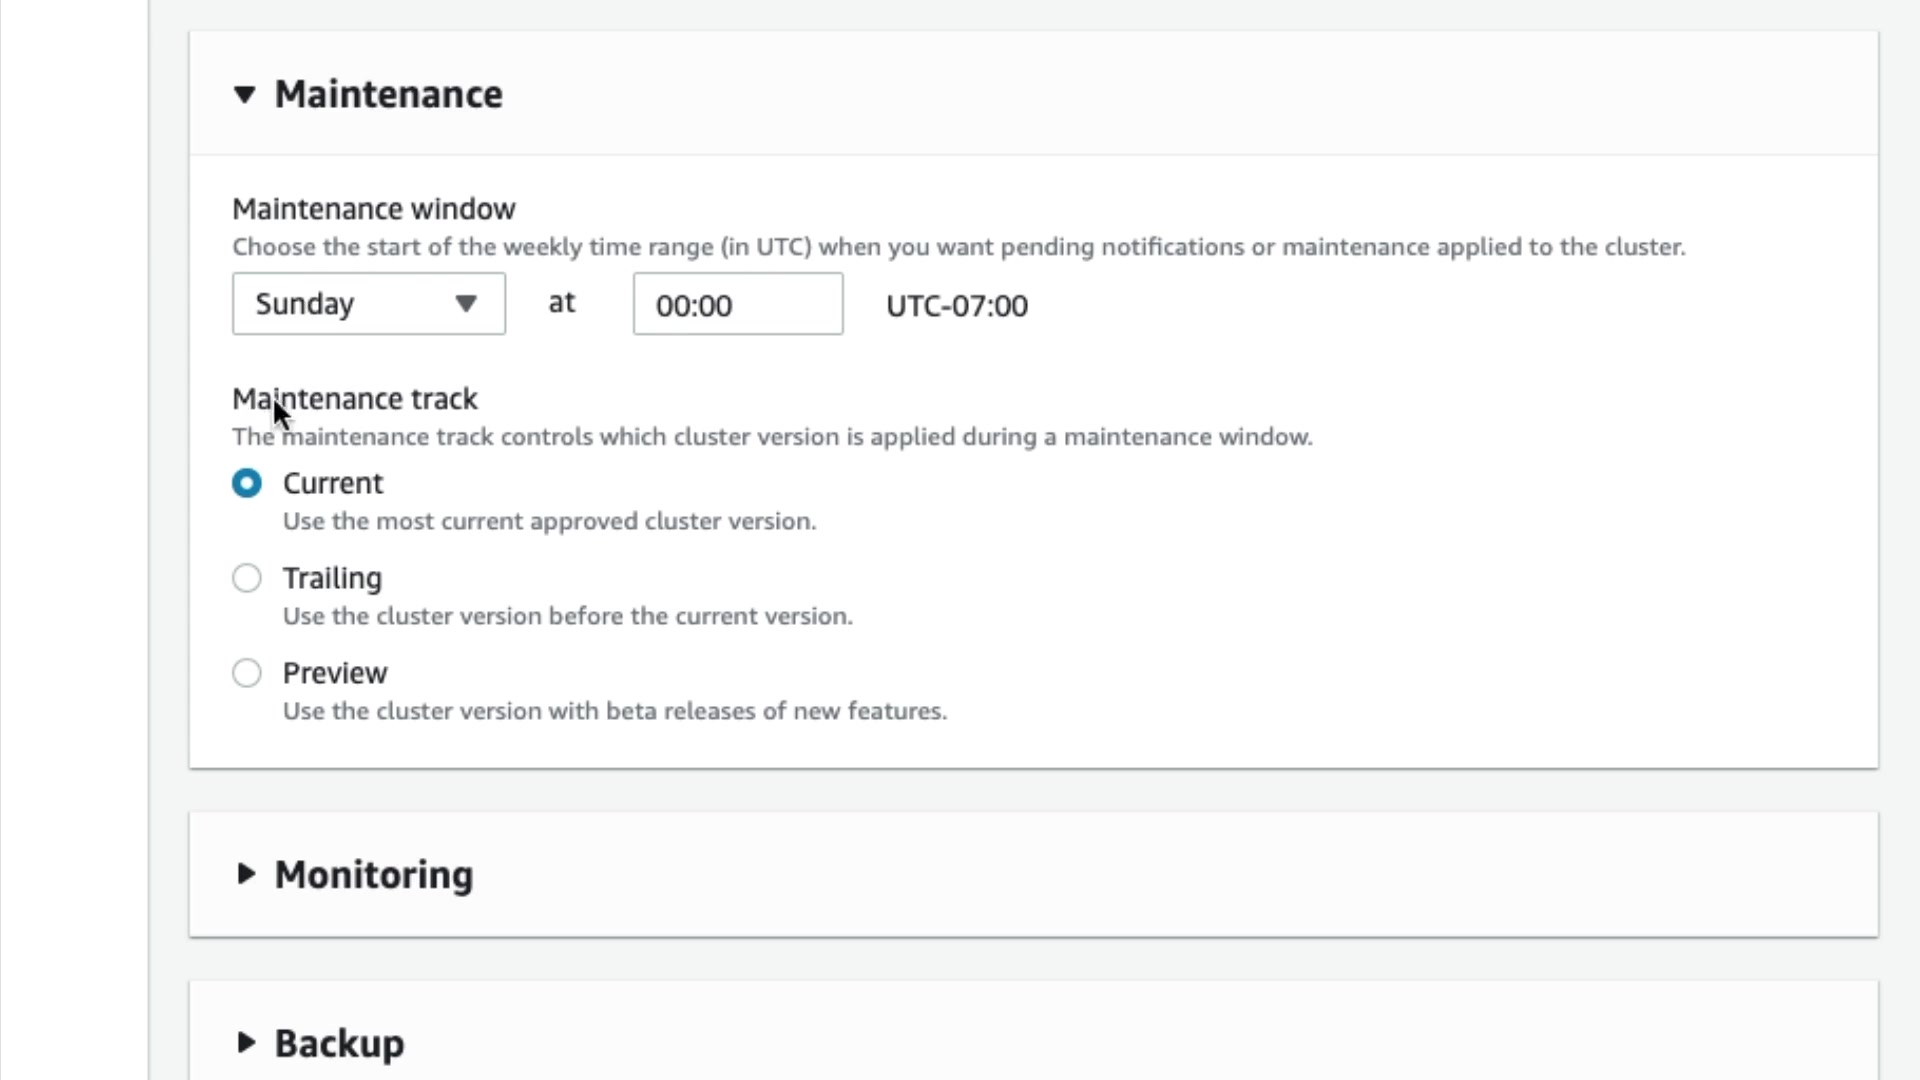 Maintenance
Maintenance window
Choose the start of the weekly time range (in UTC) when you want pending notifications or maintenance applied to the cluster.
Sunday at 00:00 UTC-07:00
Maintenance track
The maintenance track controls which cluster version is applied during a maintenance window.
Current
Use the most current approved cluster version.
Trailing
Use the cluster version before the current version.
Preview
Use the cluster version with beta releases of new features.
Monitoring
Backup